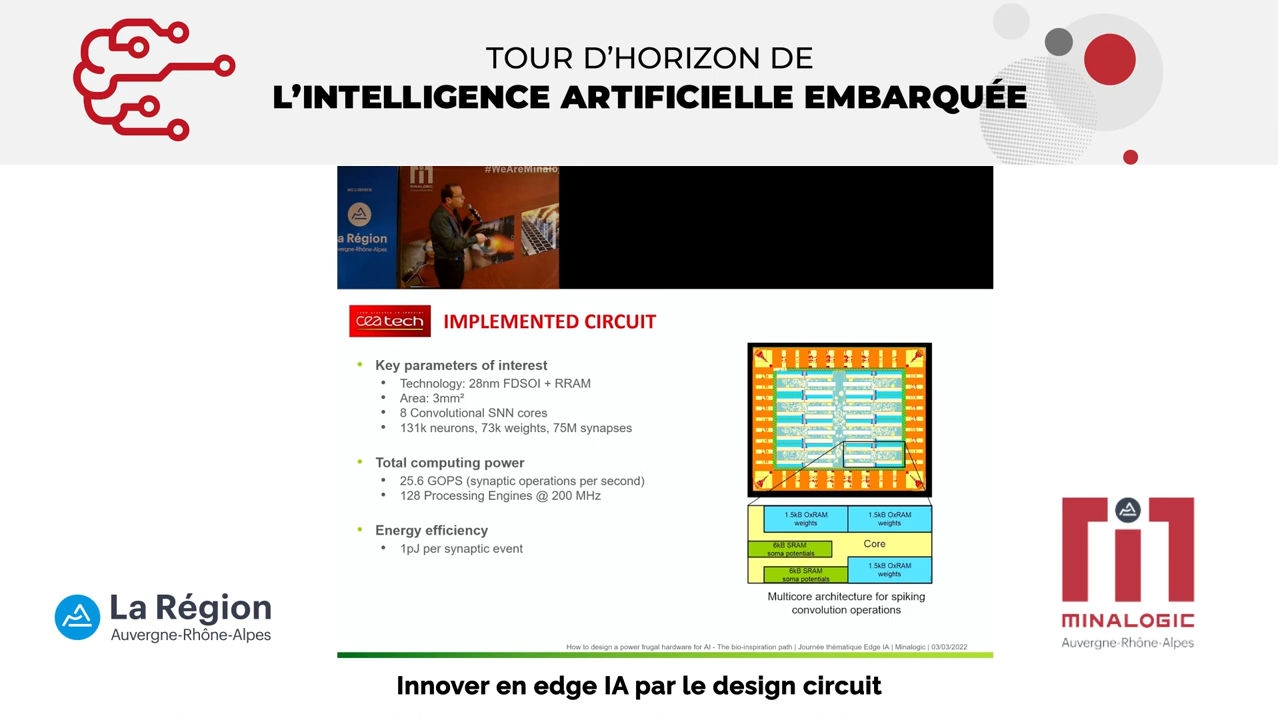 TOUR D'HORIZON DE
L'INTELLIGENCE ARTIFICIELLE EMBARQUÉE
#WeAreMinalo
MINALOGIC
a Région
vergne-Rhône-Alpes
ceatech
IMPLEMENTED CIRCUIT
• Key parameters of interest
• Technology: 28nm FDSOI + RRAM
• Area: 3mm²
• 8 Convolutional SNN cores
• 131k neurons, 73k weights, 75M synapses
• Total computing power
• 25.6 GOPS (synaptic operations per second)
• 128 Processing Engines @ 200 MHz
• Energy efficiency
• 1pJ per synaptic event
1.5kB OxRAM
weights
1.5kB OxRAM
weights
6kB SRAM
soma potentials
Core
6kB SRAM
soma potentials
1.5kB OxRAM
weights
Multicore architecture for spiking
convolution operations
How to design a power frugal hardware for AI - The bio-inspiration path | Journée thématique Edge IA | Minalogic | 03/03/2022
La Région
Auvergne-Rhône-Alpes
MINALOGIC
Auvergne-Rhône-Alpes
Innover en edge IA par le design circuit